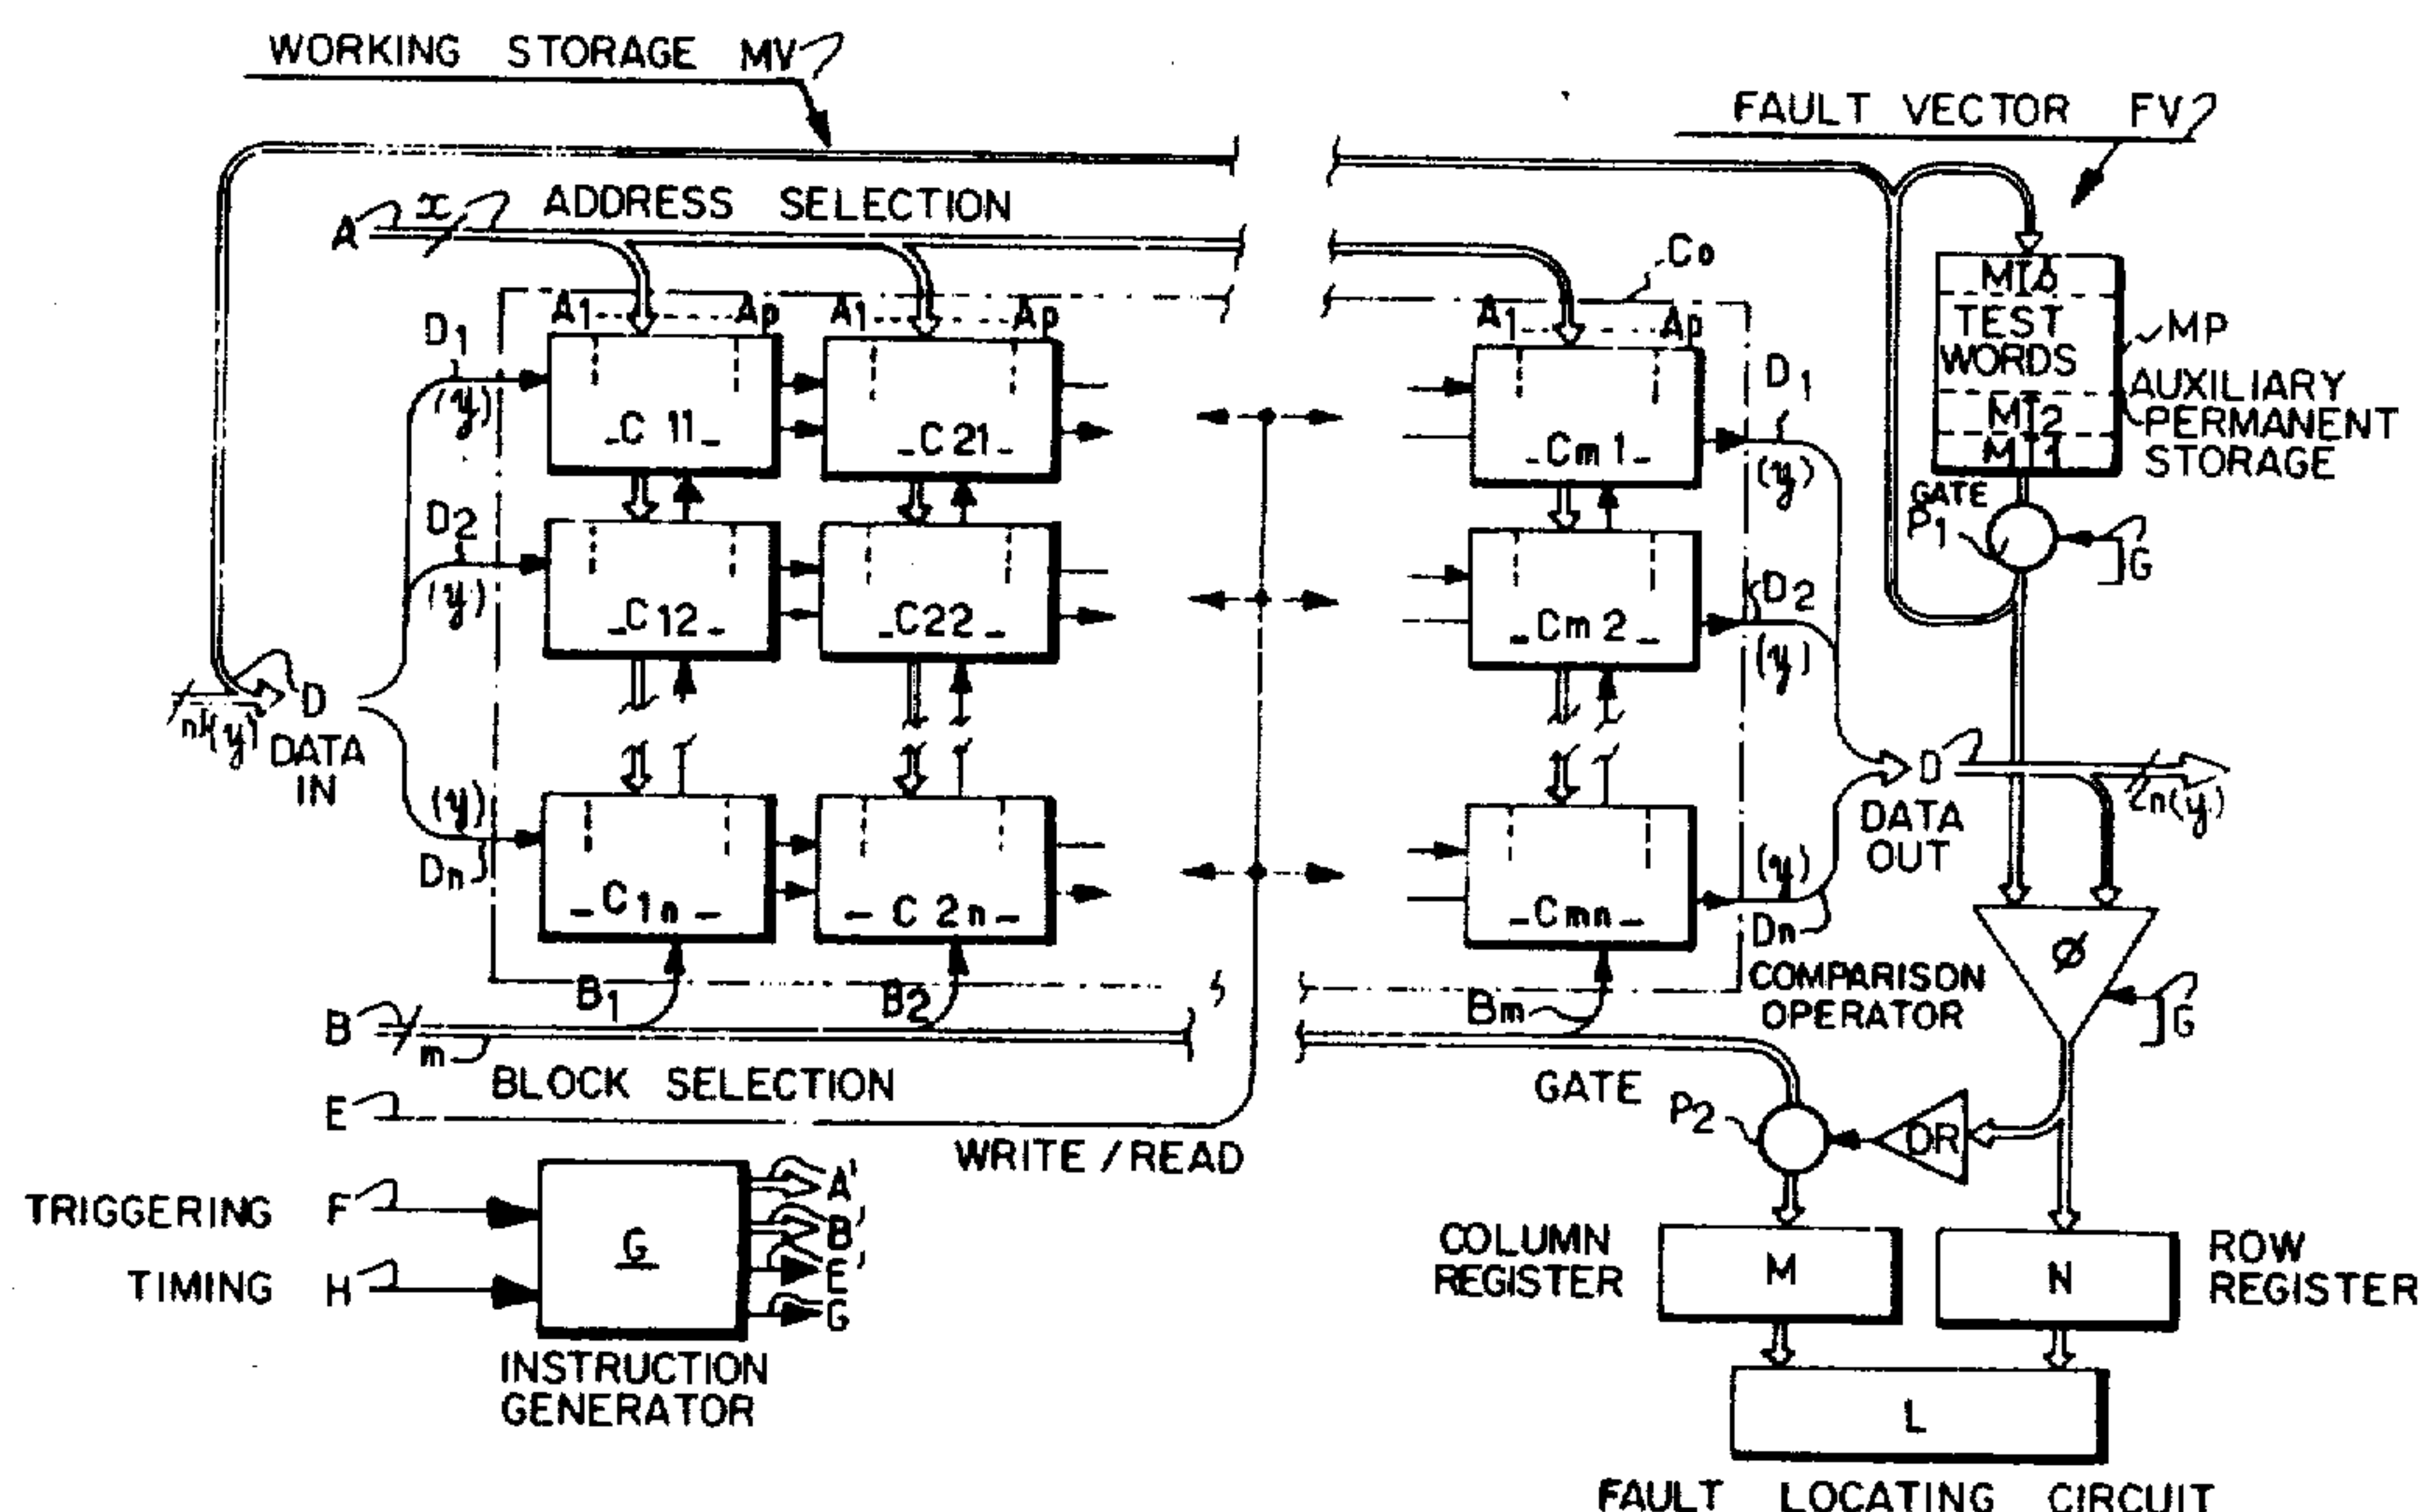 WORKING STORAGE MV
FAULT VECTOR FV
A x ADDRESS SELECTION
Co
A1 Ap A1 Ap
A1 Ap
D1
(y)
C 11
C 21
Cm 1
D1
(y)
TEST
WORDS
MP
AUXILIARY
PERMANENT
STORAGE
GATE
P1
G
D2
(y)
C 12
C22
Cm 2
D2
(y)
D
DATA
IN
(y)
Dn
C1n
C 2n
Cmn
(y)
Dn
D
DATA
OUT
n(y)
Ø
G
COMPARISON
OPERATOR
B1
B2
Bm
B
m
BLOCK SELECTION
E
WRITE / READ
GATE
P2
OR
TRIGGERING F
TIMING H
G
A'
B'
E'
G
INSTRUCTION
GENERATOR
COLUMN
REGISTER
M
N
ROW
REGISTER
L
FAULT LOCATING CIRCUIT